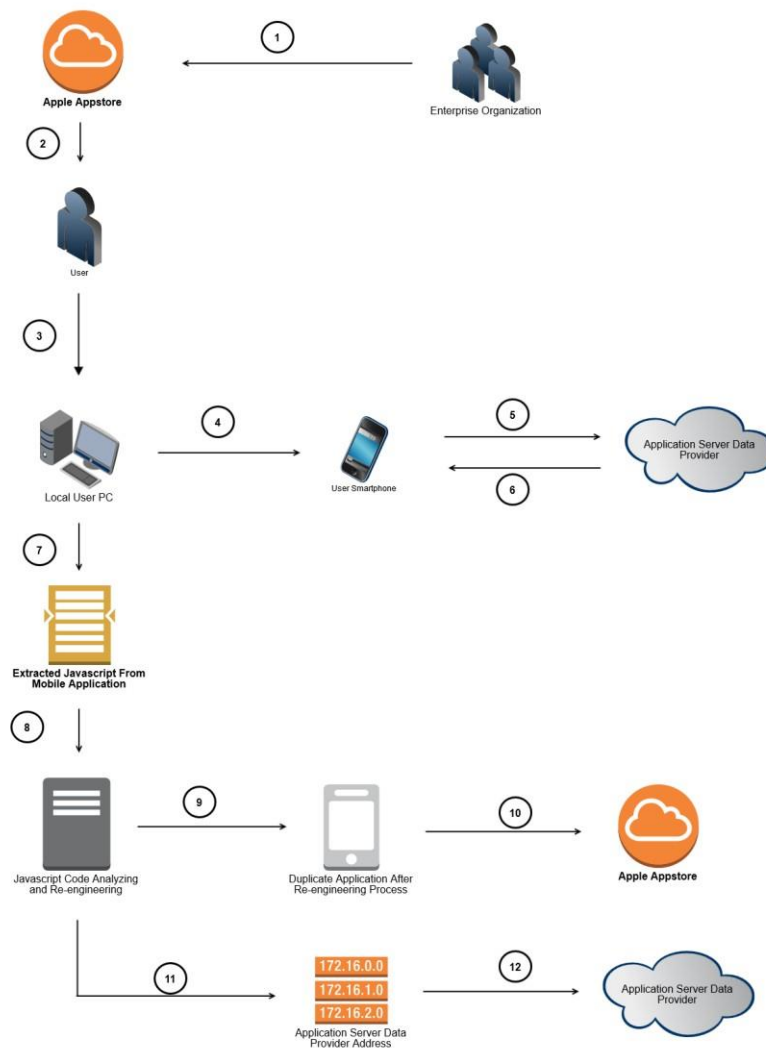 1
Apple Appstore
Enterprise Organization
2
User
3
4
5
Local User PC
User Smartphone
6
Application Server Data
Provider
7
Extracted Javascript From
Mobile Application
8
9
10
Javascript Code Analyzing
and Re-engineering
Duplicate Application After
Re-engineering Process
Apple Appstore
11
172.16.0.0
172.16.1.0
172.16.2.0
Application Server Data
Provider Address
12
Application Server Data
Provider